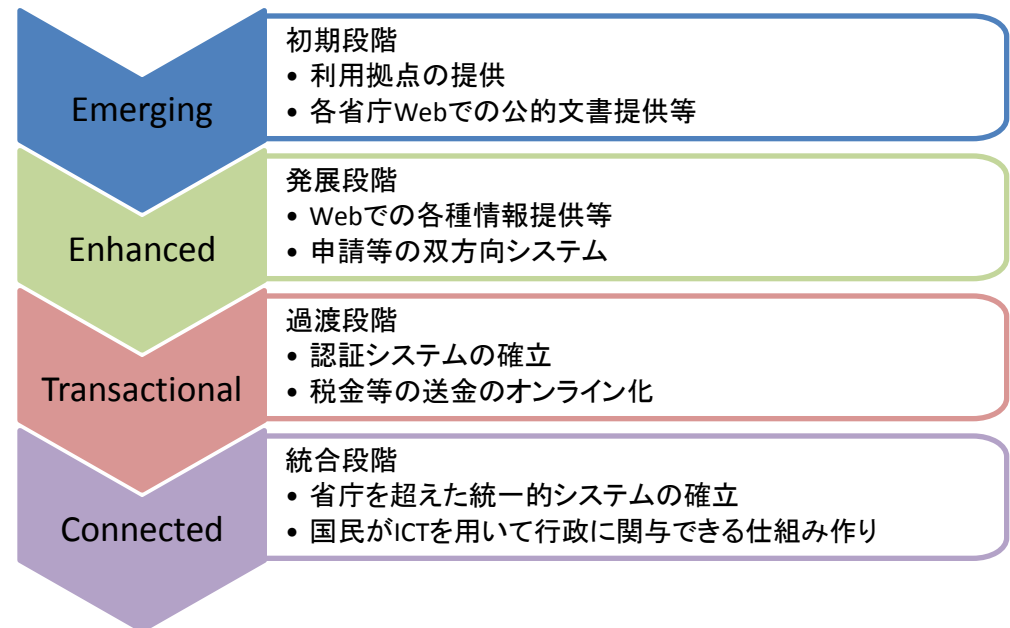 Emerging
初期段階
• 利用拠点の提供
• 各省庁Webでの公的文書提供等
Enhanced
発展段階
• Webでの各種情報提供等
• 申請等の双方向システム
Transactional
過渡段階
• 認証システムの確立
• 税金等の送金のオンライン化
Connected
統合段階
• 省庁を超えた統一的システムの確立
• 国民がICTを用いて行政に関与できる仕組み作り